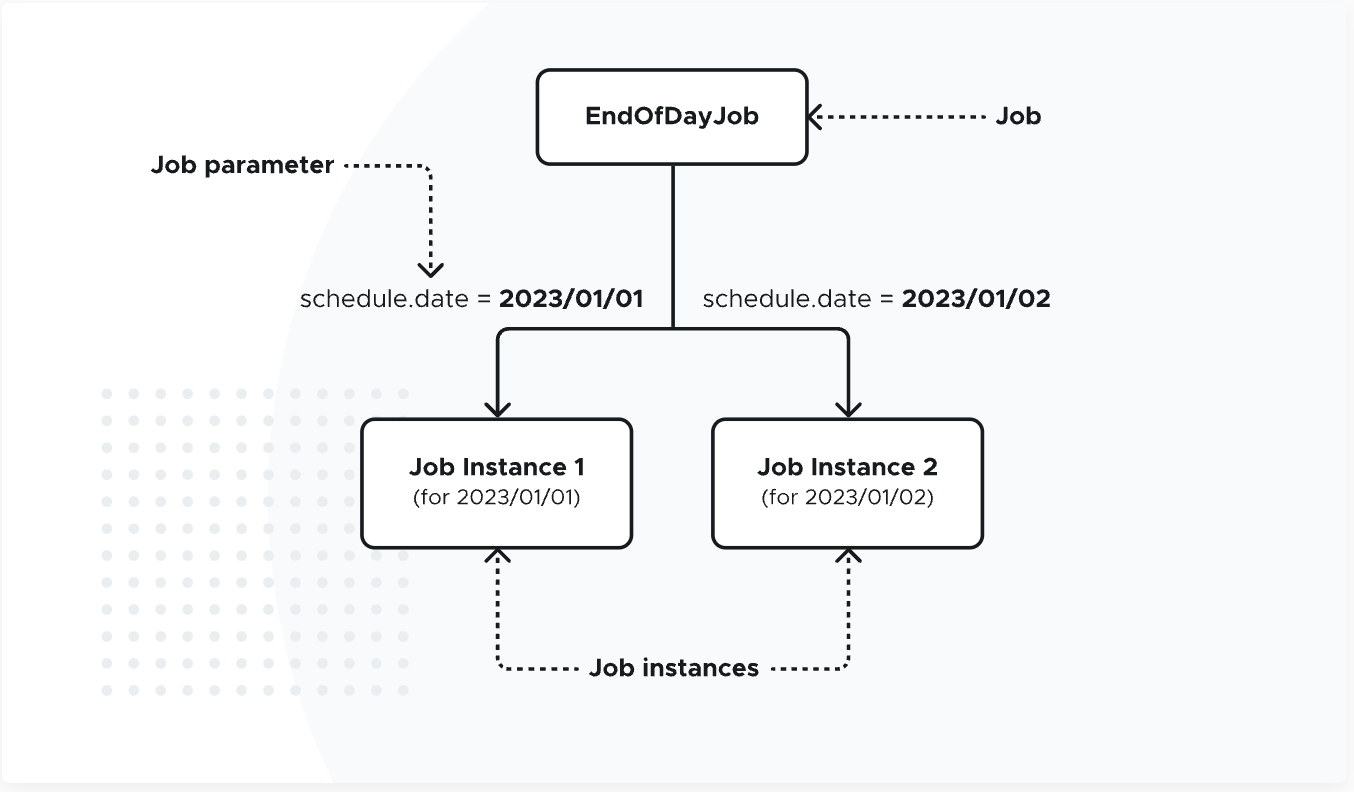 EndOfDayJob
Job
Job parameter
schedule.date = 2023/01/01
schedule.date = 2023/01/02
Job Instance 1
(for 2023/01/01)
Job Instance 2
(for 2023/01/02)
Job instances